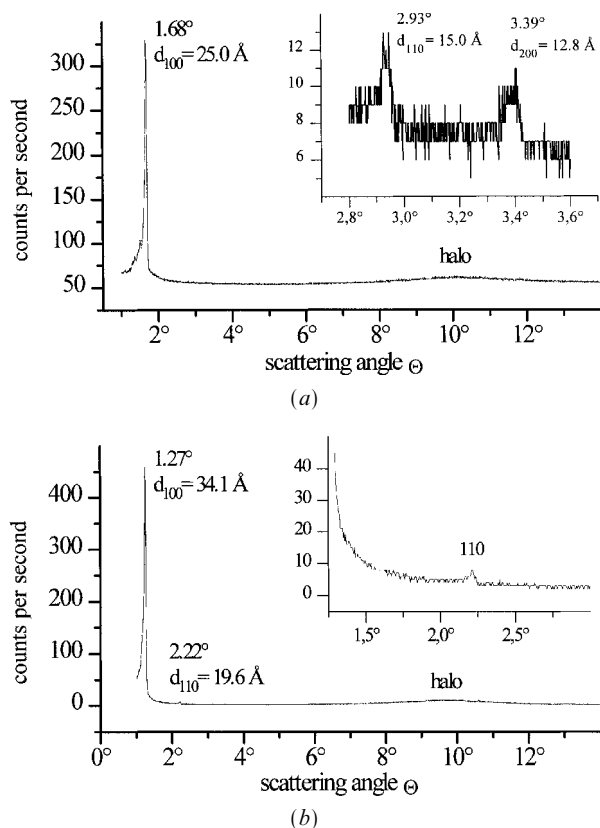 1.68°
d100 = 25.0 Å
2.93°
d110 = 15.0 Å
3.39°
d200 = 12.8 Å
12
10
8
6
2,8° 3,0° 3,2° 3,4° 3,6°
300
250
200
150
100
50
counts per second
halo
2° 4° 6° 8° 10° 12°
scattering angle Θ
(a)
1.27°
d100 = 34.1 Å
40
30
20
10
0
110
1,5° 2,0° 2,5°
400
300
200
100
0
counts per second
2.22°
d110 = 19.6 Å
halo
0° 2° 4° 6° 8° 10° 12°
scattering angle Θ
(b)